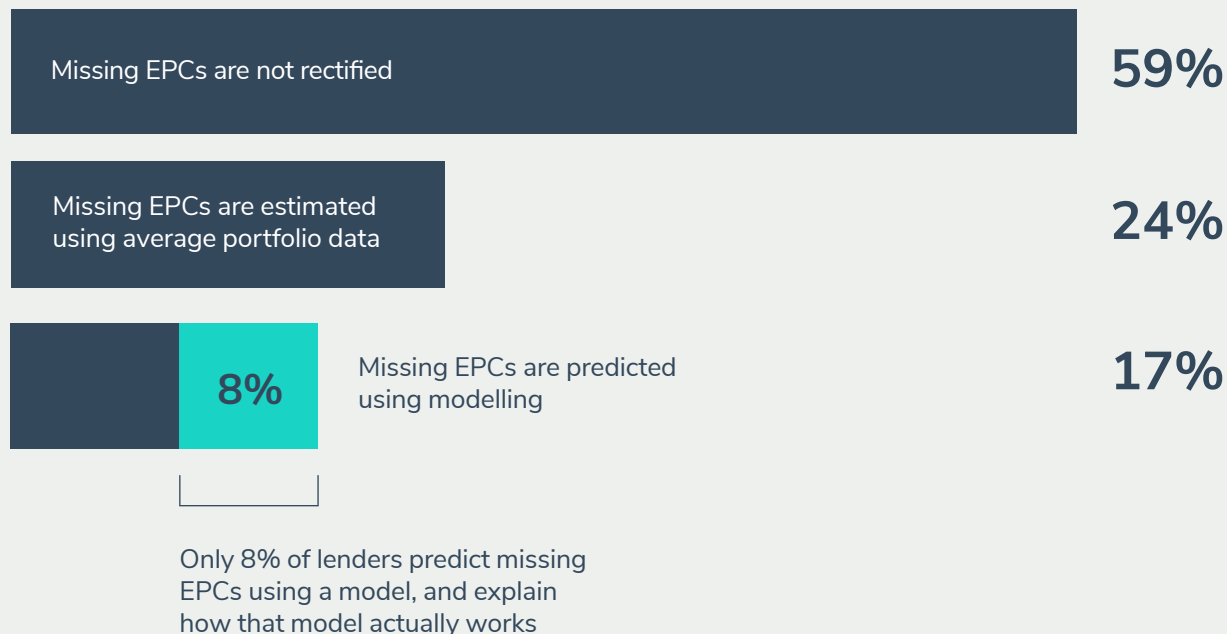 Missing EPCs are not rectified
59%
Missing EPCs are estimated
using average portfolio data
24%
8%
Missing EPCs are predicted
using modelling
17%
Only 8% of lenders predict missing
EPCs using a model, and explain
how that model actually works